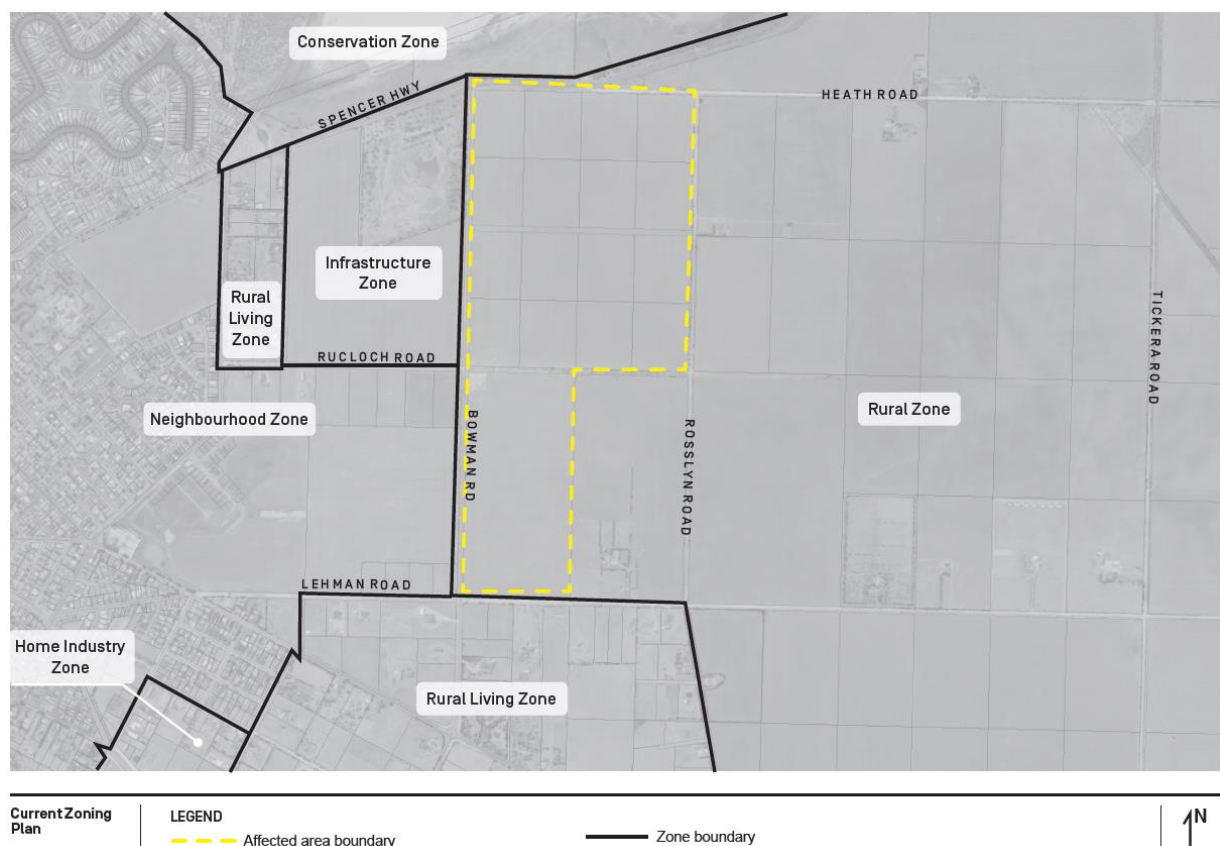 Conservation Zone
SPENCER HWY
HEATH ROAD
Infrastructure
Zone
Rural
Living
Zone
TICKERA ROAD
RUCLOCH ROAD
Neighbourhood Zone
BOWMAN RD
ROSSLYN ROAD
Rural Zone
LEHMAN ROAD
Home Industry
Zone
Rural Living Zone
Current Zoning
Plan
LEGEND
Affected area boundary
Zone boundary
N